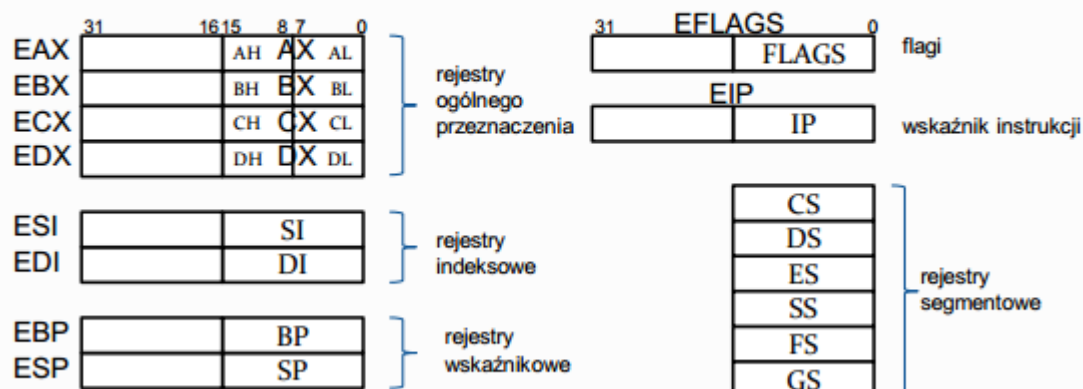 31 16 15 8 7 0
EAX AH AX AL
EBX BH BX BL
ECX CH CX CL
EDX DH DX DL
rejestry
ogólnego
przeznaczenia
ESI SI
EDI DI
rejestry
indeksowe
EBP BP
ESP SP
rejestry
wskaźnikowe
EFLAGS
31 0
FLAGS
flagi
EIP
IP
wskaźnik instrukcji
CS
DS
ES
SS
FS
GS
rejestry
segmentowe